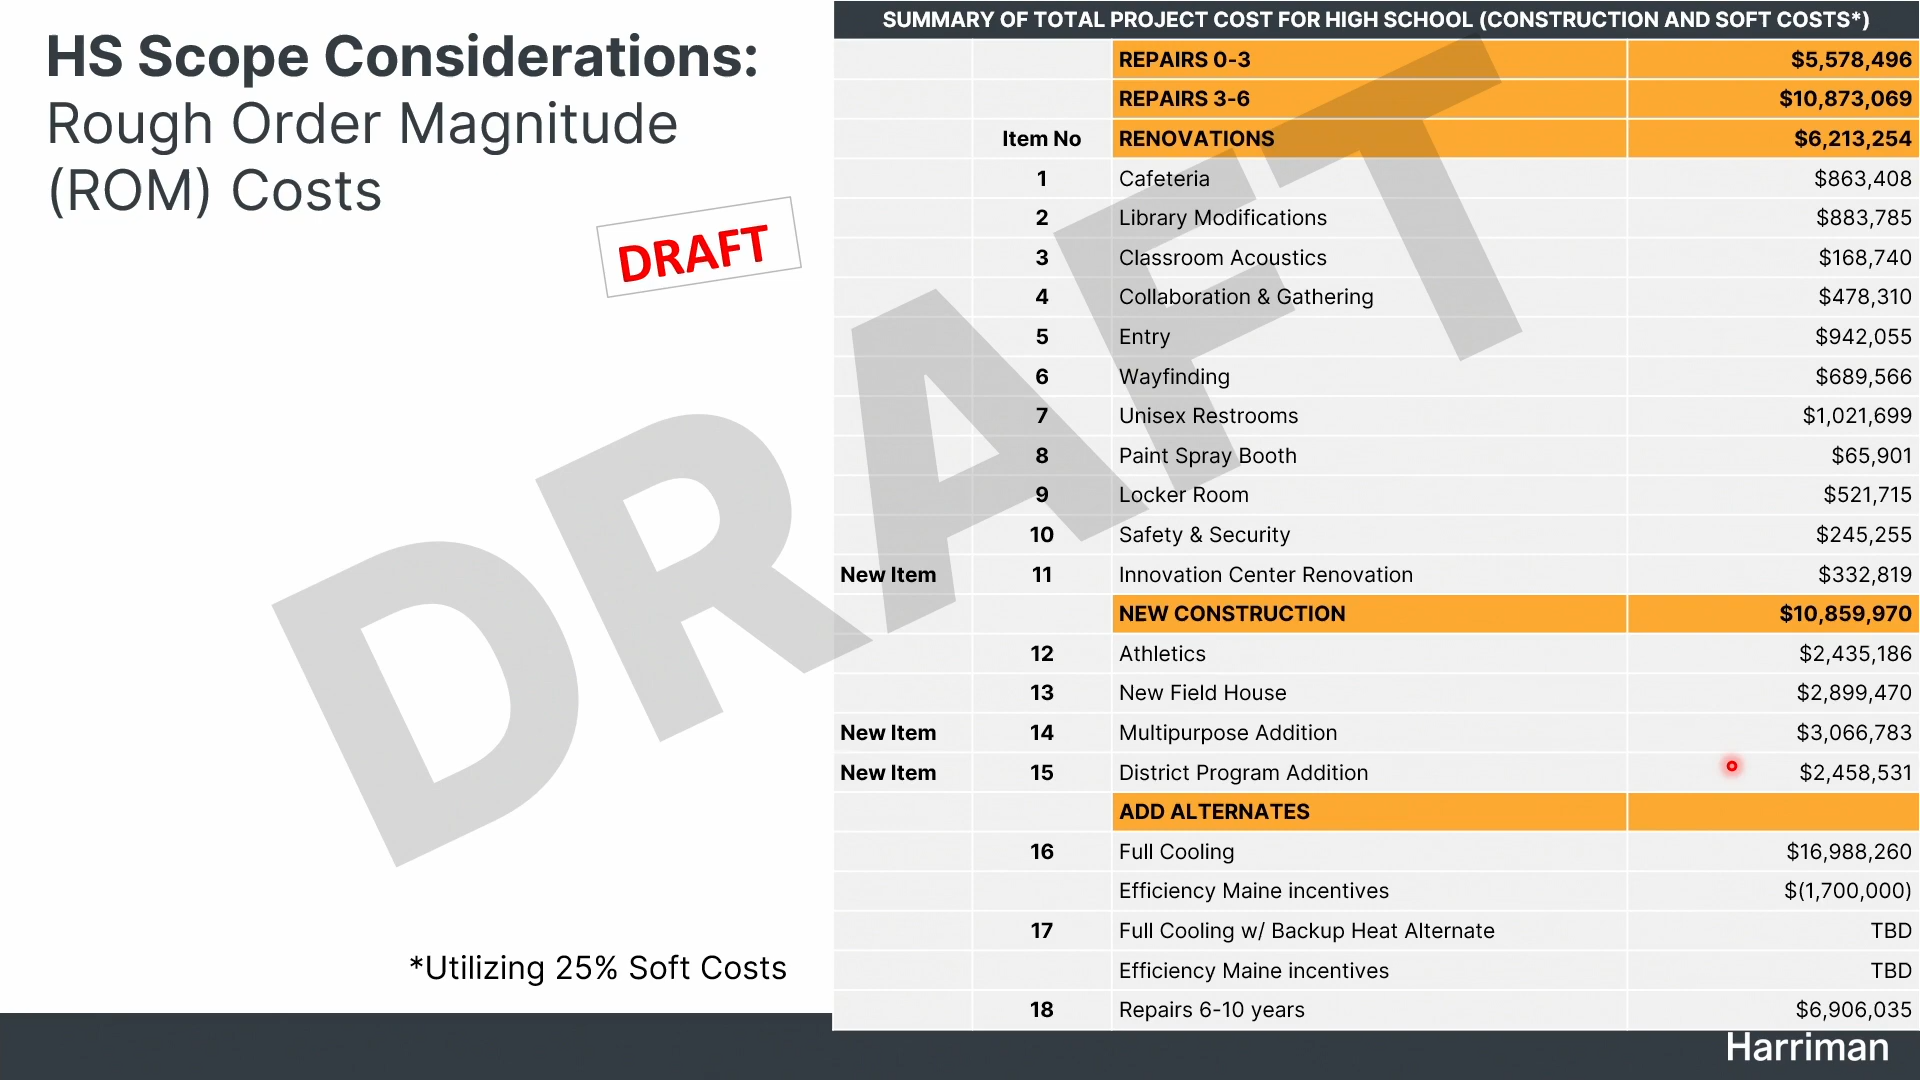 HS Scope Considerations:
Rough Order Magnitude
(ROM) Costs
DRAFT
*Utilizing 25% Soft Costs
SUMMARY OF TOTAL PROJECT COST FOR HIGH SCHOOL (CONSTRUCTION AND SOFT COSTS*)
REPAIRS 0-3 $5,578,496
REPAIRS 3-6 $10,873,069
Item No RENOVATIONS $6,213,254
1 Cafeteria $863,408
2 Library Modifications $883,785
3 Classroom Acoustics $168,740
4 Collaboration & Gathering $478,310
5 Entry $942,055
6 Wayfinding $689,566
7 Unisex Restrooms $1,021,699
8 Paint Spray Booth $65,901
9 Locker Room $521,715
10 Safety & Security $245,255
New Item 11 Innovation Center Renovation $332,819
NEW CONSTRUCTION $10,859,970
12 Athletics $2,435,186
13 New Field House $2,899,470
New Item 14 Multipurpose Addition $3,066,783
New Item 15 District Program Addition $2,458,531
ADD ALTERNATES
16 Full Cooling $16,988,260
Efficiency Maine incentives $(1,700,000)
17 Full Cooling w/ Backup Heat Alternate TBD
Efficiency Maine incentives TBD
18 Repairs 6-10 years $6,906,035
DRAFT
Harriman